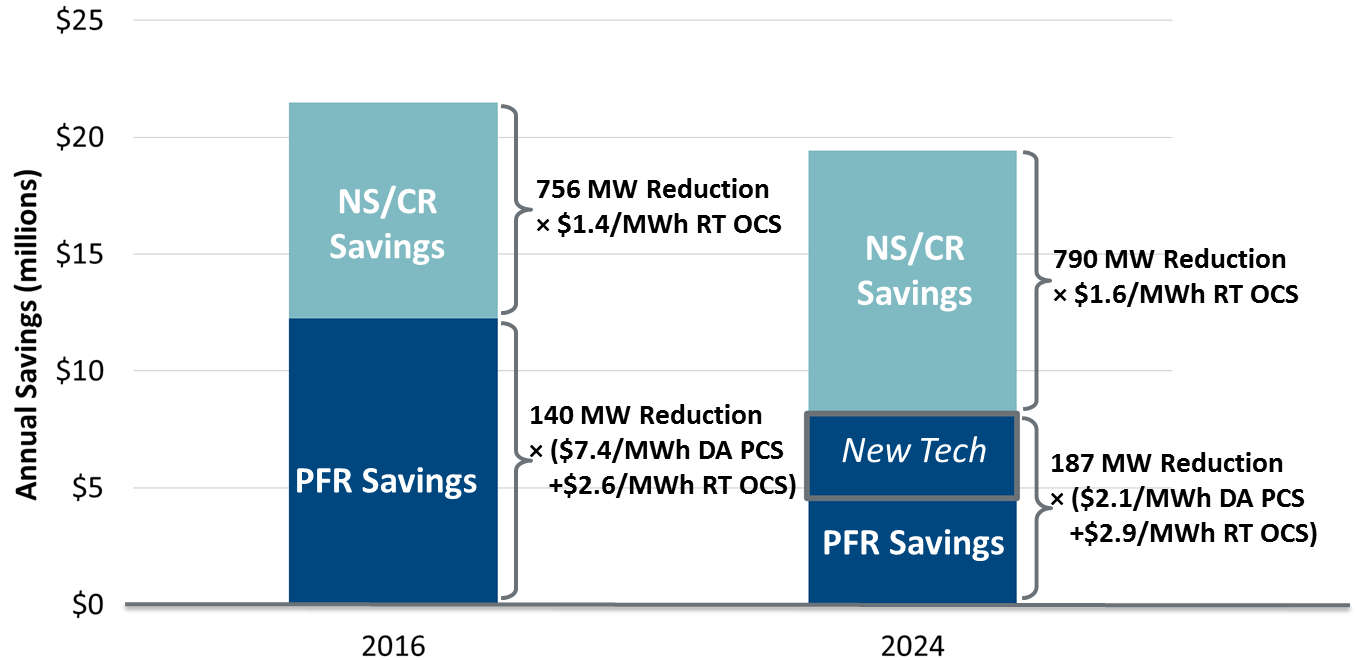 Annual Savings (millions)
$25
$20
$15
$10
$5
$0
NS/CR
Savings
PFR Savings
756 MW Reduction
× $1.4/MWh RT OCS
140 MW Reduction
× ($7.4/MWh DA PCS
+$2.6/MWh RT OCS)
NS/CR
Savings
New Tech
PFR Savings
790 MW Reduction
× $1.6/MWh RT OCS
187 MW Reduction
× ($2.1/MWh DA PCS
+$2.9/MWh RT OCS)
2016
2024